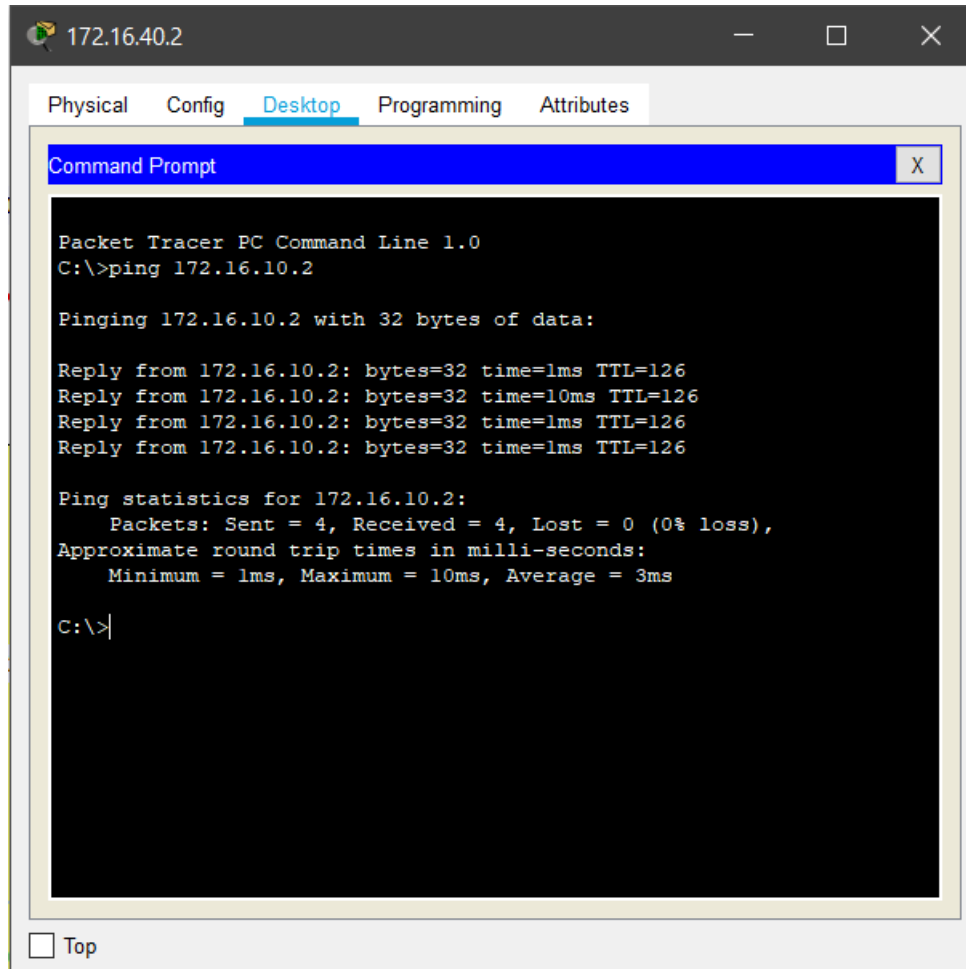 172.16.40.2
Physical Config Desktop Programming Attributes
Command Prompt X
Packet Tracer PC Command Line 1.0
C:\>ping 172.16.10.2
Pinging 172.16.10.2 with 32 bytes of data:
Reply from 172.16.10.2: bytes=32 time=1ms TTL=126
Reply from 172.16.10.2: bytes=32 time=10ms TTL=126
Reply from 172.16.10.2: bytes=32 time=1ms TTL=126
Reply from 172.16.10.2: bytes=32 time=1ms TTL=126
Ping statistics for 172.16.10.2:
Packets: Sent = 4, Received = 4, Lost = 0 (0% loss),
Approximate round trip times in milli-seconds:
Minimum = 1ms, Maximum = 10ms, Average = 3ms
C:\>
Top